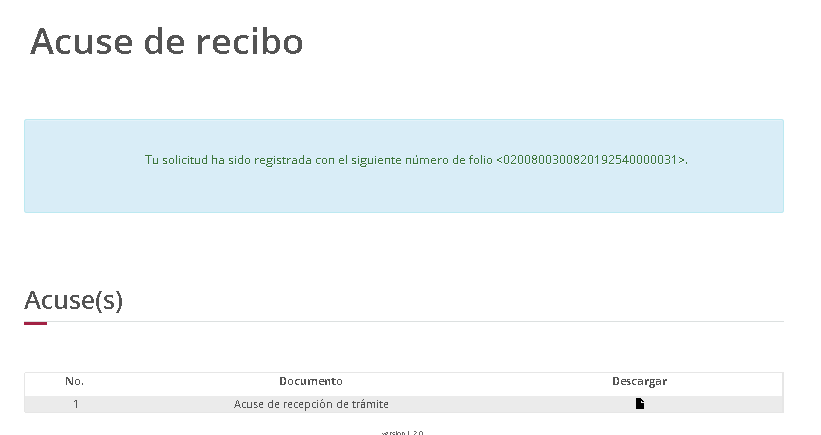 Acuse de recibo
Tu solicitud ha sido registrada con el siguiente número de folio <0200800300820192540000031>.
Acuse(s)
No. Documento Descargar
1 Acuse de recepción de trámite
version 1.2.0